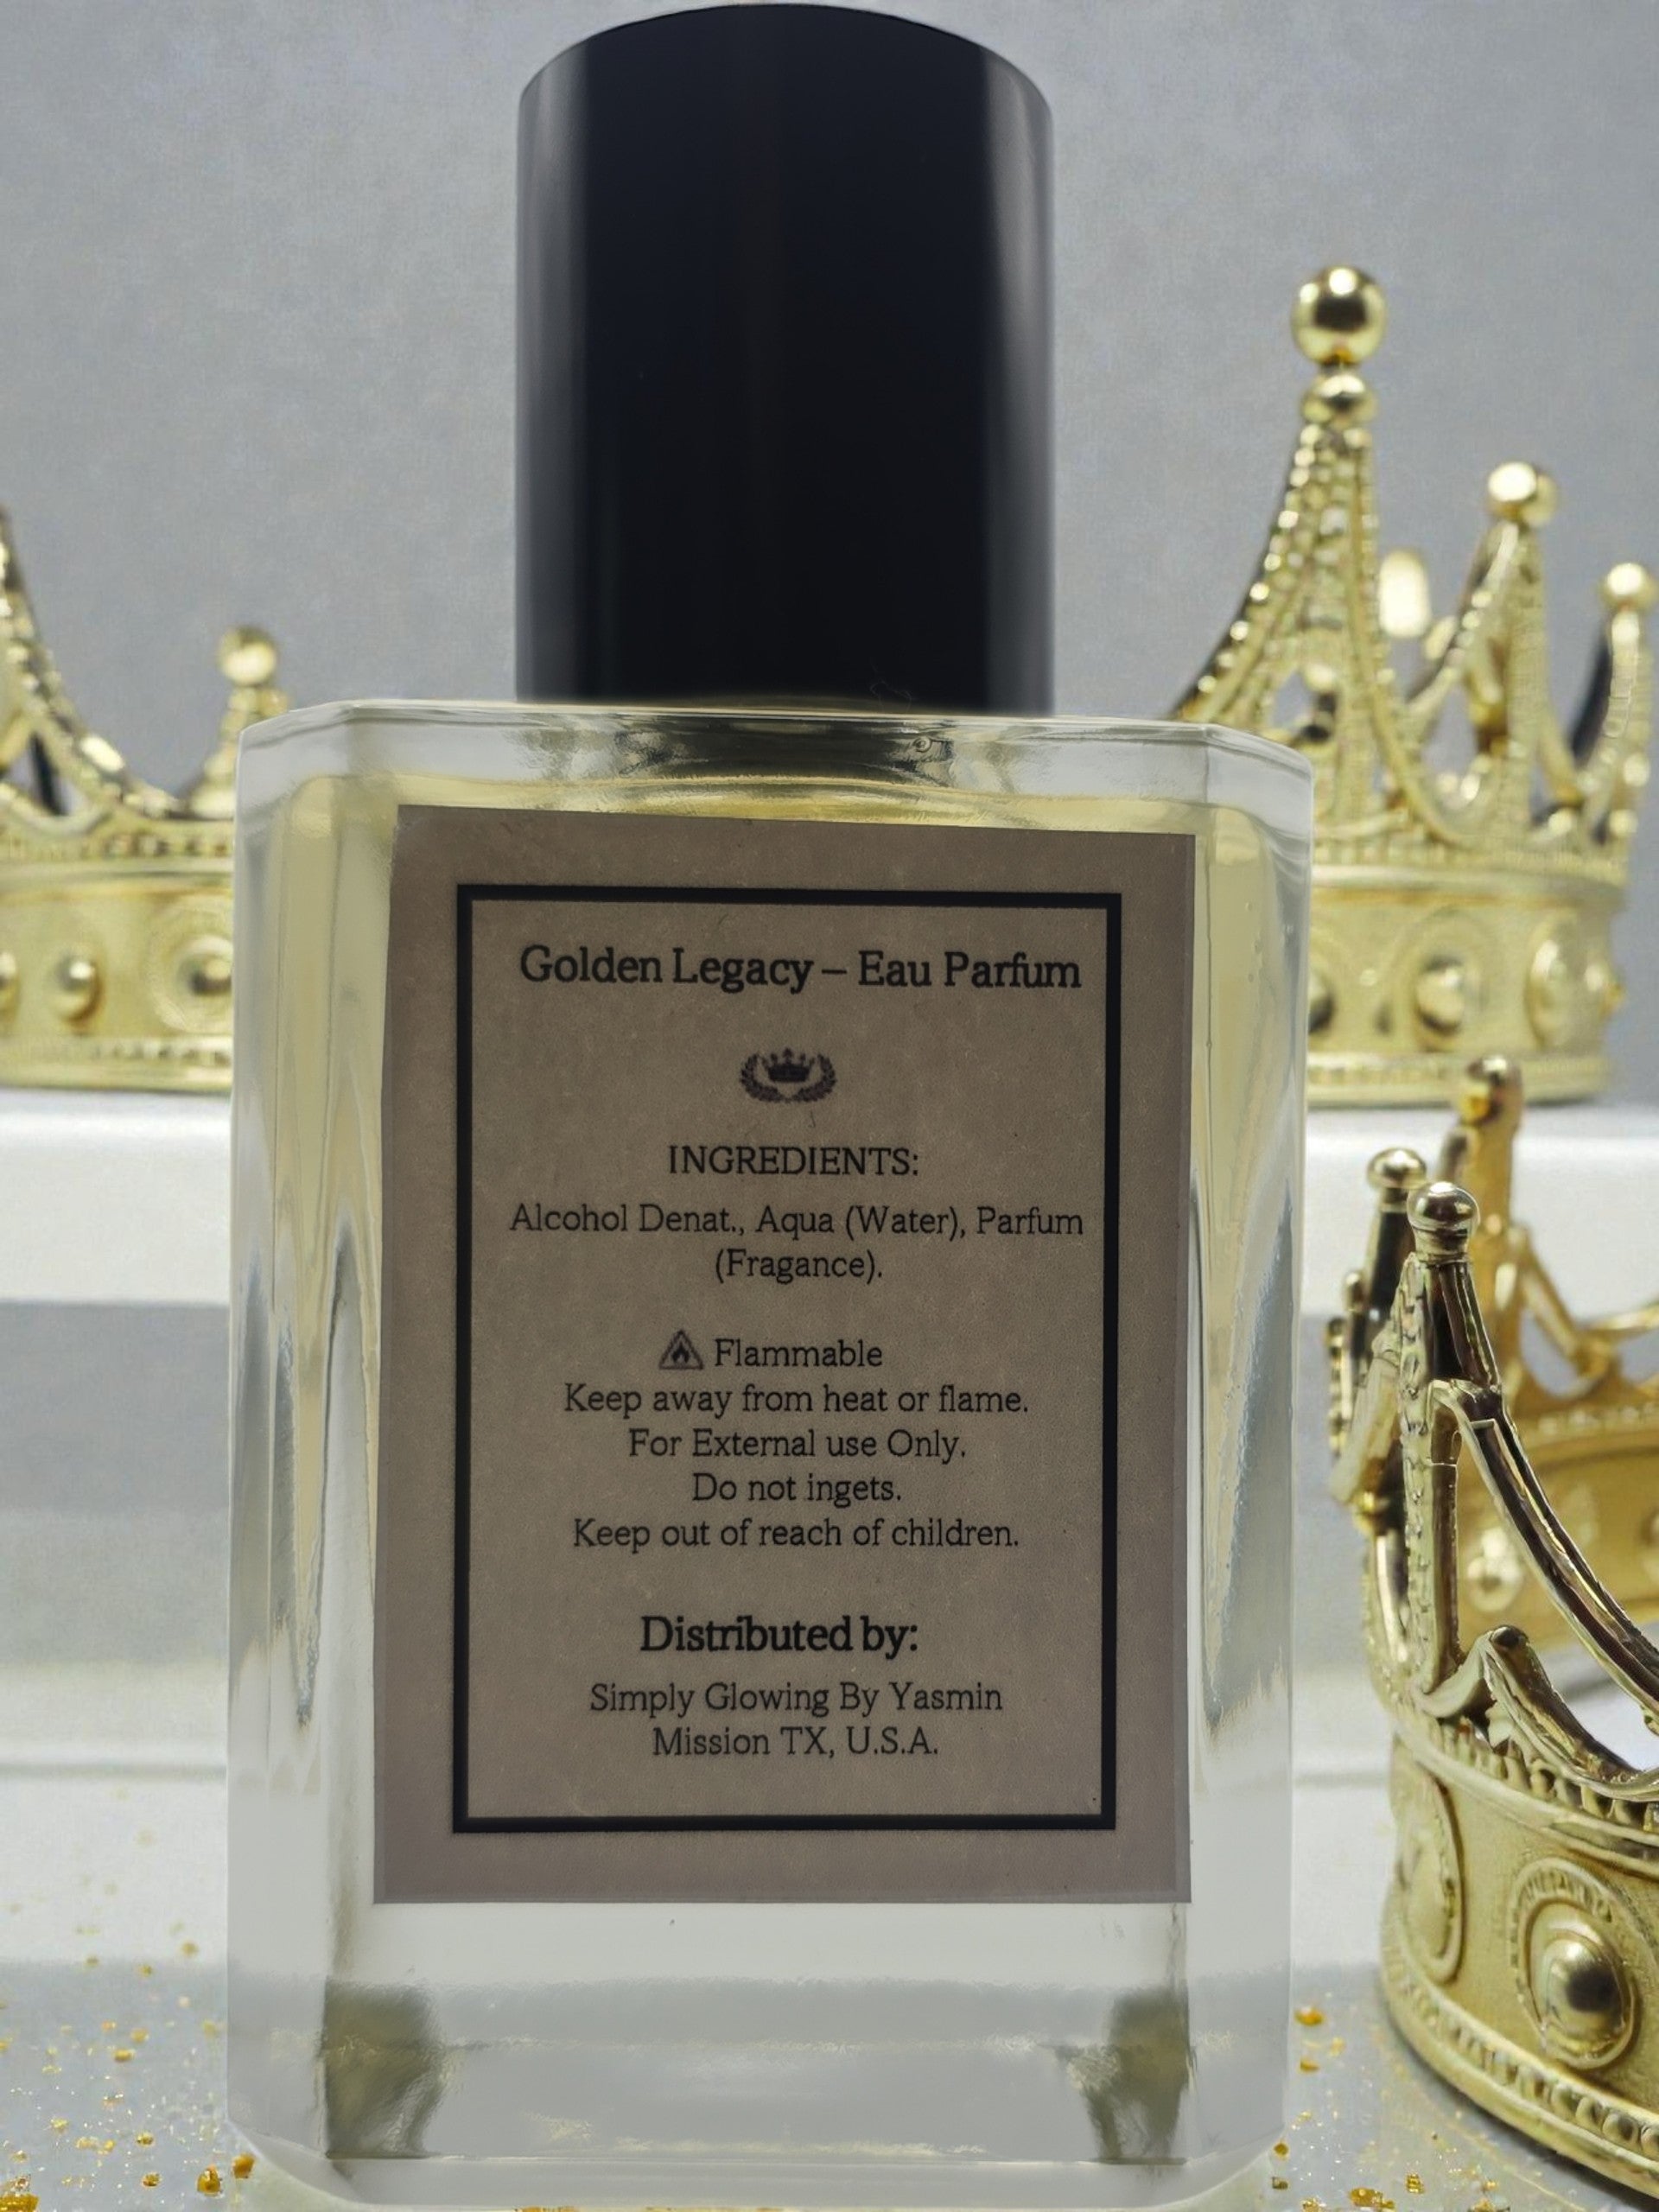 Golden Legacy – Eau Parfum
INGREDIENTS:
Alcohol Denat., Aqua (Water), Parfum
(Fragance).
Flammable
Keep away from heat or flame.
For External use Only.
Do not ingets.
Keep out of reach of children.
Distributed by:
Simply Glowing By Yasmin
Mission TX, U.S.A.